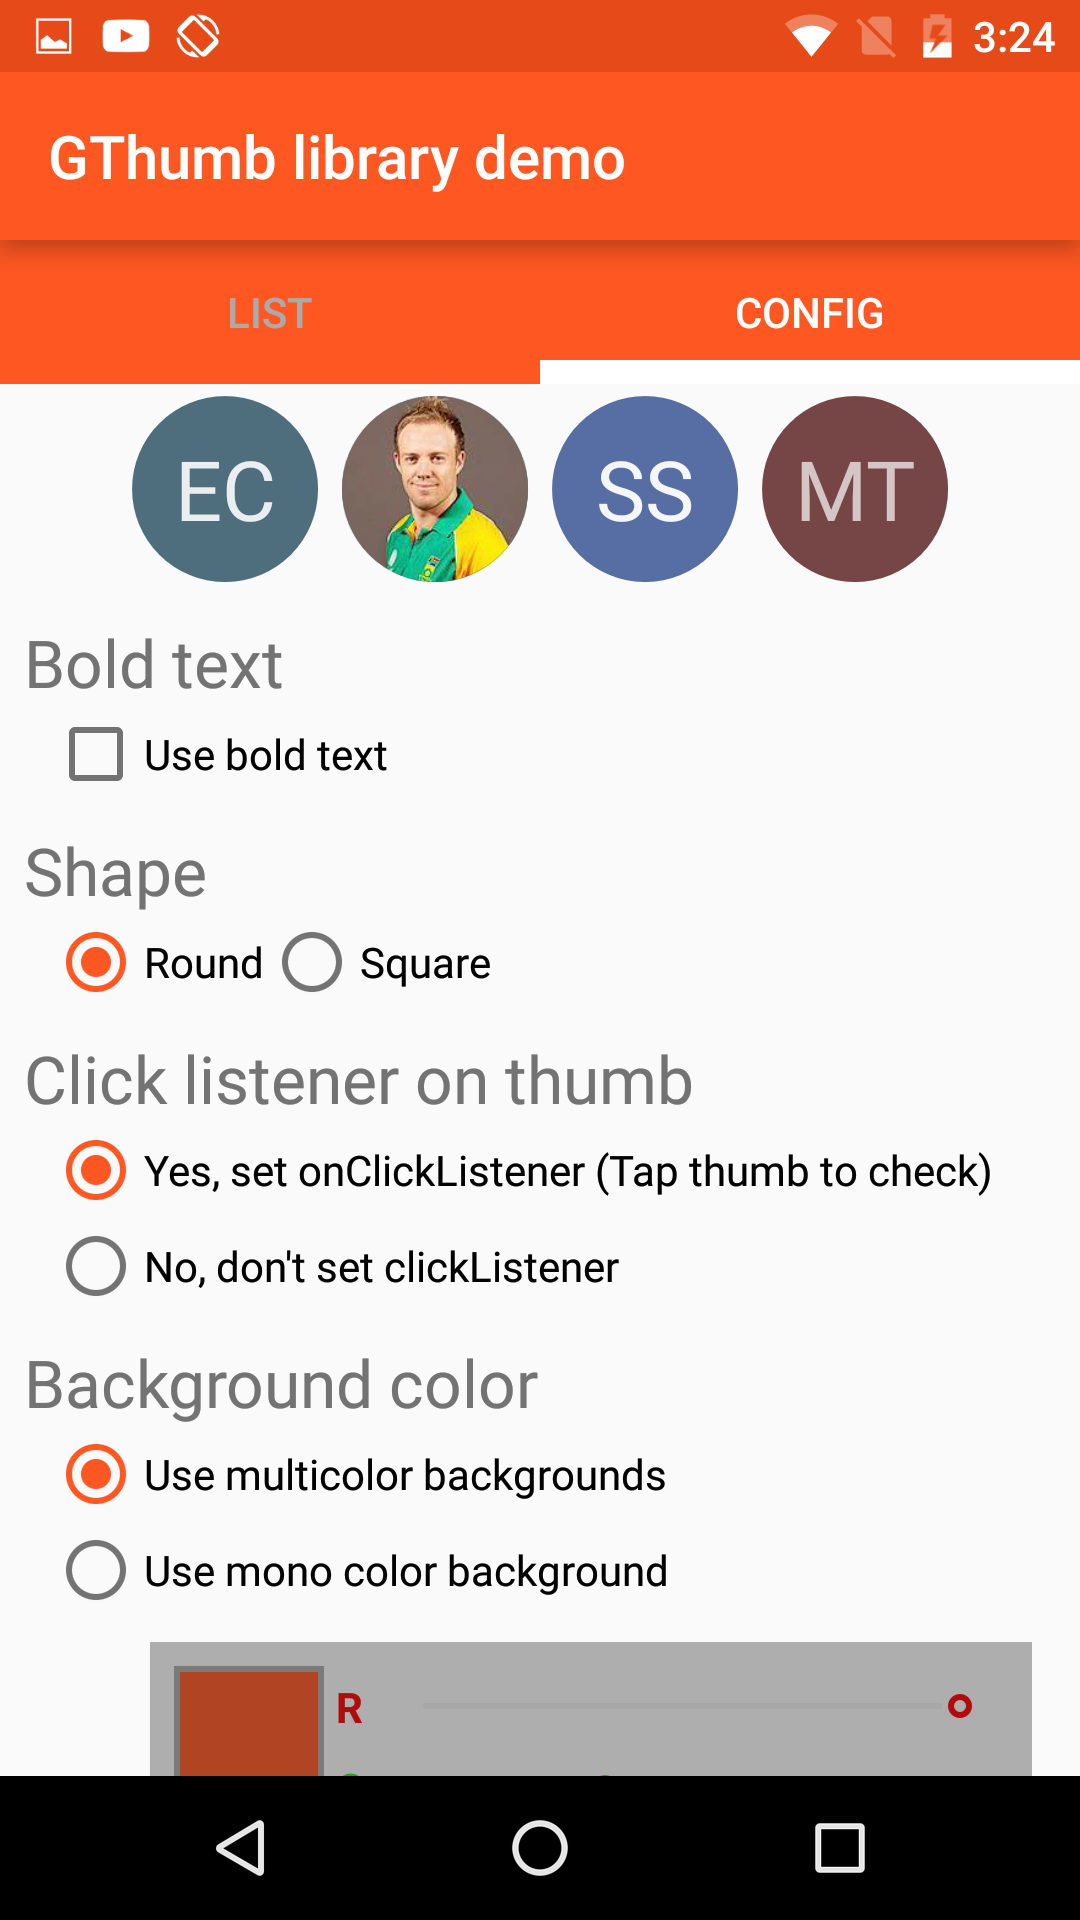 3:24
GThumb library demo
LIST CONFIG
EC SS MT
Bold text
Use bold text
Shape
Round Square
Click listener on thumb
Yes, set onClickListener (Tap thumb to check)
No, don't set clickListener
Background color
Use multicolor backgrounds
Use mono color background
R